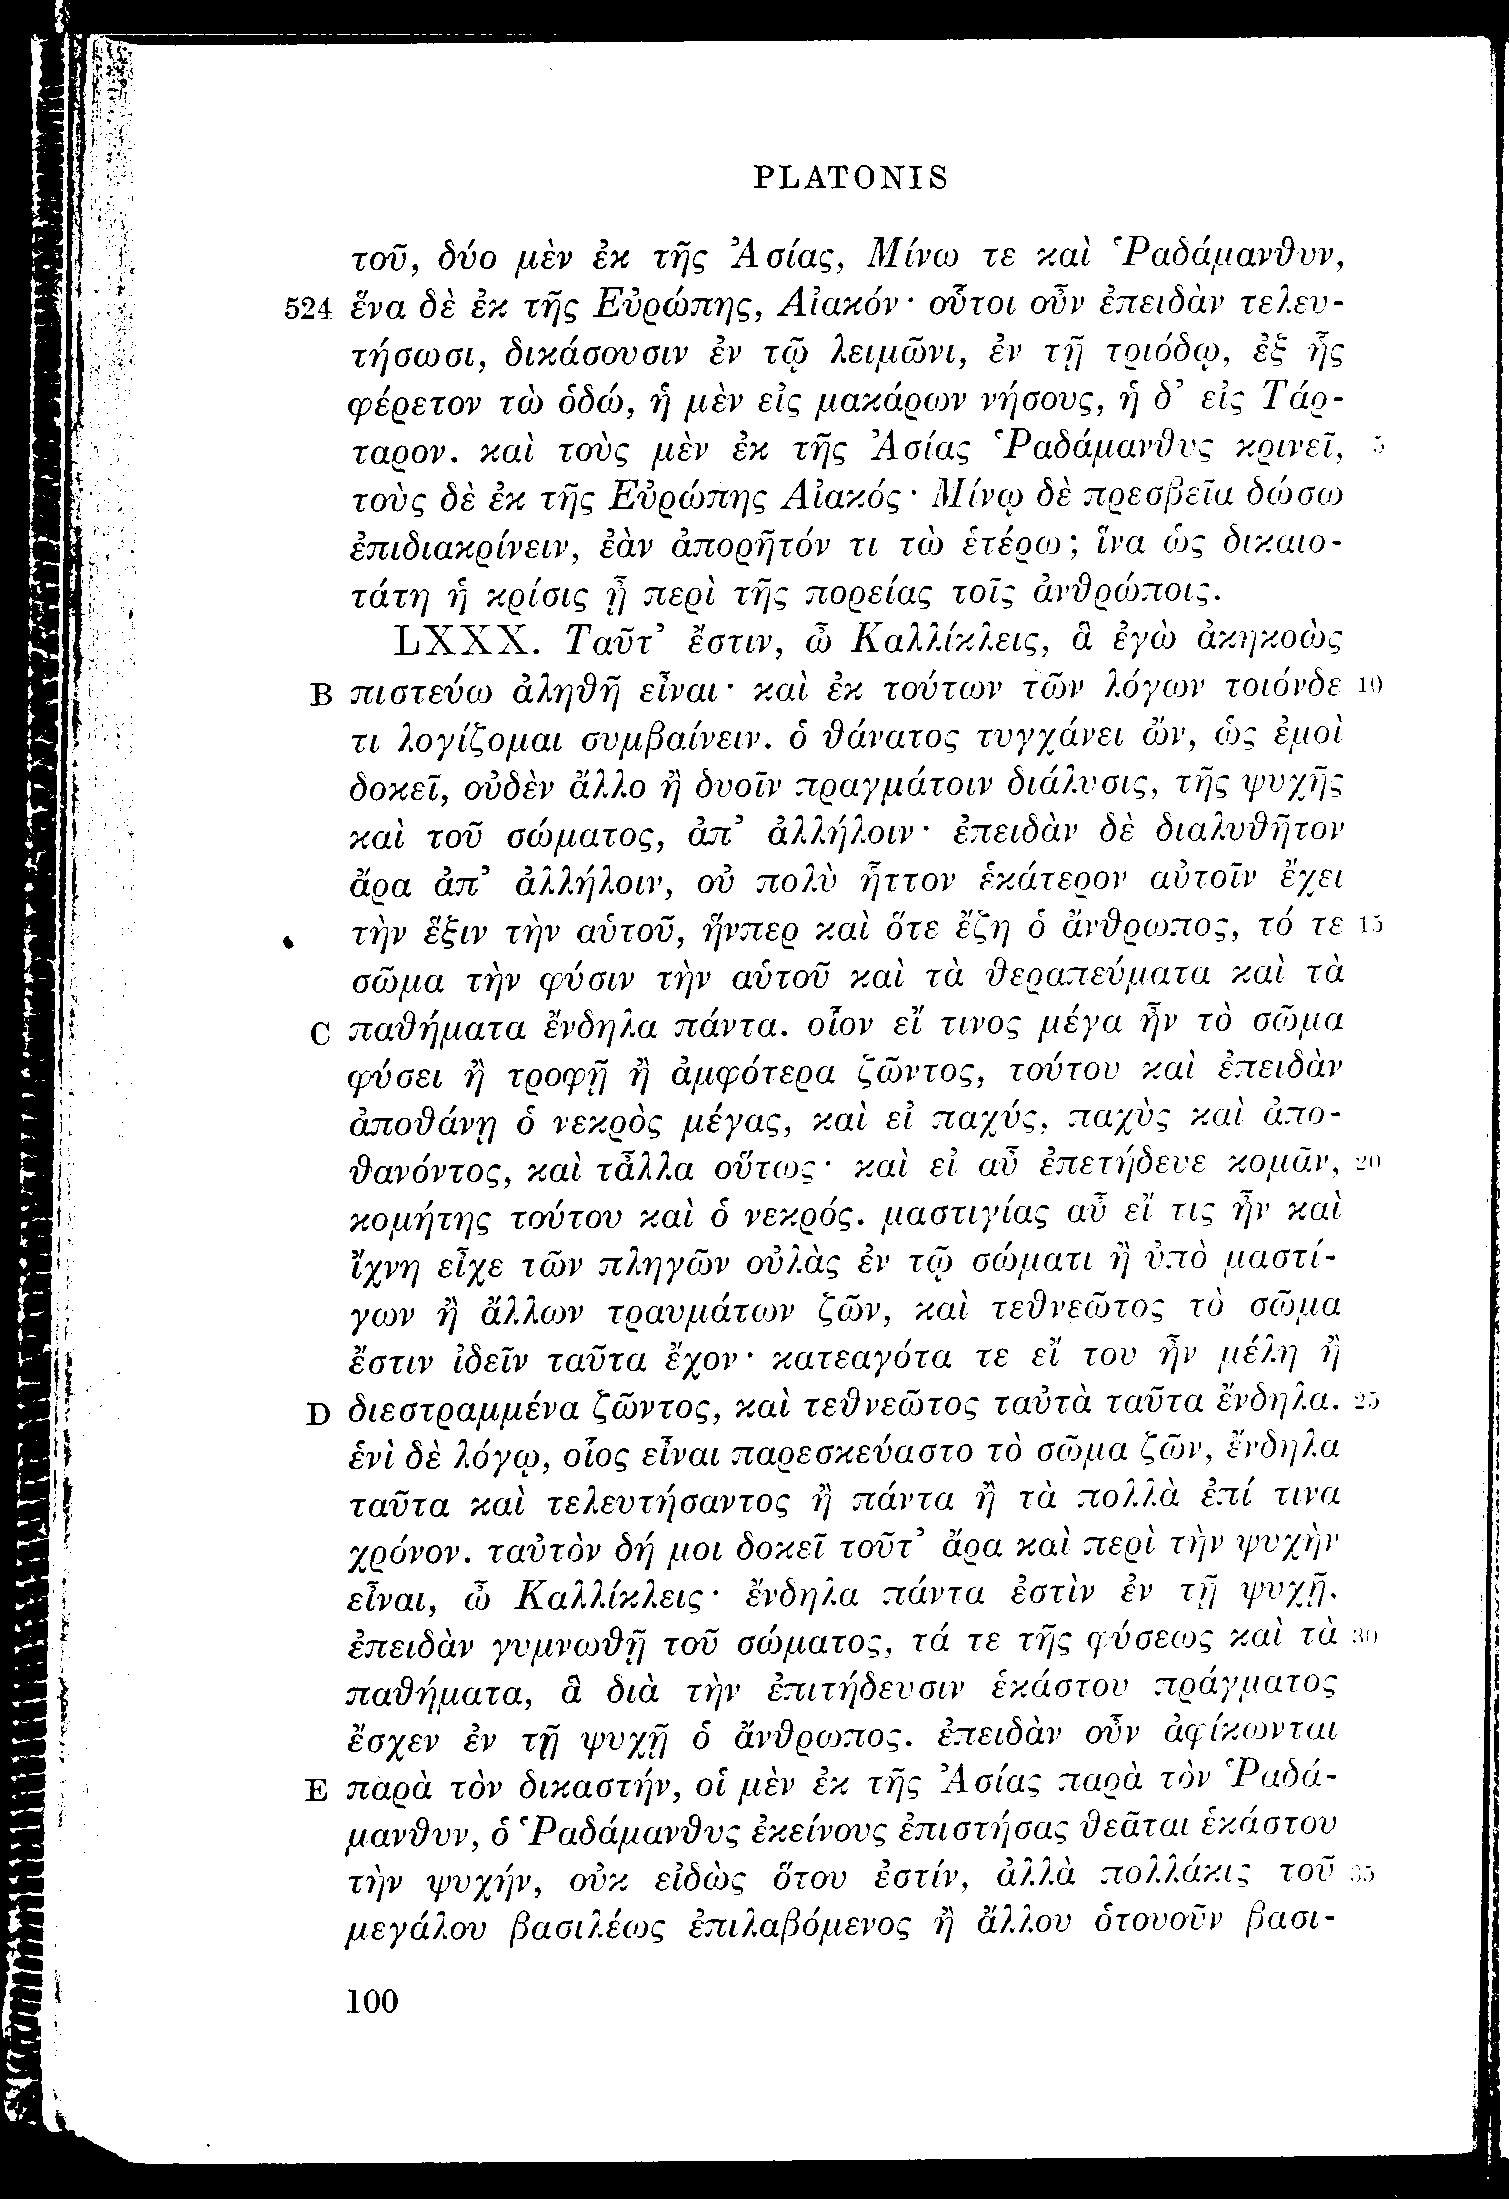 PLATONIS
τοῦ, δύο μὲν ἐκ τῆς Ἀσίας, Μίνω τε καὶ Ῥαδάμανθυν,
524 ἕνα δὲ ἐκ τῆς Εὐρώπης, Αἰακόν· οὗτοι οὖν ἐπειδὰν τελευ-
τήσωσι, δικάσουσιν ἐν τῷ λειμῶνι, ἐν τῇ τριόδῳ, ἐξ ἧς
φέρετον τὼ ὁδώ, ἡ μὲν εἰς μακάρων νήσους, ἡ δ’ εἰς Τάρ-
ταρον. καὶ τοὺς μὲν ἐκ τῆς Ἀσίας Ῥαδάμανθυς κρινεῖ, 5
τοὺς δὲ ἐκ τῆς Εὐρώπης Αἰακός· Μίνῳ δὲ πρεσβεῖα δώσω
ἐπιδιακρίνειν, ἐὰν ἀπορῆτόν τι τὼ ἑτέρω; ἵνα ὡς δικαιο-
τάτη ἡ κρίσις ᾖ περὶ τῆς πορείας τοῖς ἀνθρώποις.
LXXX. Ταῦτ’ ἔστιν, ὦ Καλλίκλεις, ἃ ἐγὼ ἀκηκοὼς
B πιστεύω ἀληθῆ εἶναι· καὶ ἐκ τούτων τῶν λόγων τοιόνδε 10
τι λογίζομαι συμβαίνειν. ὁ θάνατος τυγχάνει ὤν, ὡς ἐμοὶ
δοκεῖ, οὐδὲν ἄλλο ἢ δυοῖν πραγμάτοιν διάλυσις, τῆς ψυχῆς
καὶ τοῦ σώματος, ἀπ’ ἀλλήλοιν· ἐπειδὰν δὲ διαλυθῆτον
ἄρα ἀπ’ ἀλλήλοιν, οὐ πολὺ ἧττον ἑκάτερον αὐτοῖν ἔχει
τὴν ἕξιν τὴν αὑτοῦ, ἥνπερ καὶ ὅτε ἔζη ὁ ἄνθρωπος, τό τε 15
σῶμα τὴν φύσιν τὴν αὑτοῦ καὶ τὰ θεραπεύματα καὶ τὰ
C παθήματα ἔνδηλα πάντα. οἷον εἴ τινος μέγα ἦν τὸ σῶμα
φύσει ἢ τροφῇ ἢ ἀμφότερα ζῶντος, τούτου καὶ ἐπειδὰν
ἀποθάνῃ ὁ νεκρὸς μέγας, καὶ εἰ παχύς, παχὺς καὶ ἀπο-
θανόντος, καὶ τἆλλα οὕτως· καὶ εἰ αὖ ἐπετήδευε κομᾶν, 20
κομήτης τούτου καὶ ὁ νεκρός. μαστιγίας αὖ εἴ τις ἦν καὶ
ἴχνη εἶχε τῶν πληγῶν οὐλὰς ἐν τῷ σώματι ἢ ὑπὸ μαστί-
γων ἢ ἄλλων τραυμάτων ζῶν, καὶ τεθνεῶτος τὸ σῶμα
ἔστιν ἰδεῖν ταῦτα ἔχον· κατεαγότα τε εἴ του ἦν μέλη ἢ
D διεστραμμένα ζῶντος, καὶ τεθνεῶτος ταὐτὰ ταῦτα ἔνδηλα. 25
ἑνὶ δὲ λόγῳ, οἷος εἶναι παρεσκεύαστο τὸ σῶμα ζῶν, ἔνδηλα
ταῦτα καὶ τελευτήσαντος ἢ πάντα ἢ τὰ πολλὰ ἐπί τινα
χρόνον. ταὐτὸν δή μοι δοκεῖ τοῦτ’ ἄρα καὶ περὶ τὴν ψυχὴν
εἶναι, ὦ Καλλίκλεις· ἔνδηλα πάντα ἐστὶν ἐν τῇ ψυχῇ,
ἐπειδὰν γυμνωθῇ τοῦ σώματος, τά τε τῆς φύσεως καὶ τὰ 30
παθήματα, ἃ διὰ τὴν ἐπιτήδευσιν ἑκάστου πράγματος
ἔσχεν ἐν τῇ ψυχῇ ὁ ἄνθρωπος. ἐπειδὰν οὖν ἀφίκωνται
E παρὰ τὸν δικαστήν, οἱ μὲν ἐκ τῆς Ἀσίας παρὰ τὸν Ῥαδά-
μανθυν, ὁ Ῥαδάμανθυς ἐκείνους ἐπιστήσας θεᾶται ἑκάστου
τὴν ψυχήν, οὐκ εἰδὼς ὅτου ἐστίν, ἀλλὰ πολλάκις τοῦ 35
μεγάλου βασιλέως ἐπιλαβόμενος ἢ ἄλλου ὁτουοῦν βασι-
100